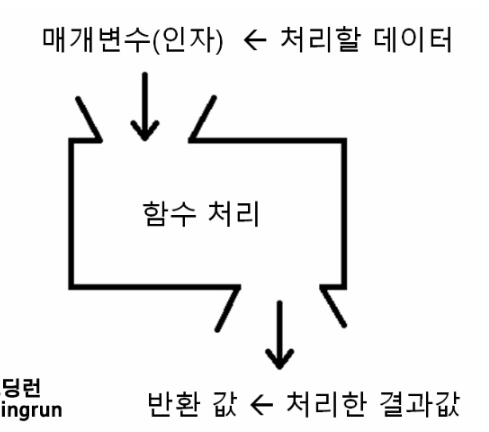 매개변수(인자) ← 처리할 데이터
함수 처리
딩런
ingrun
반환 값 ← 처리한 결과값